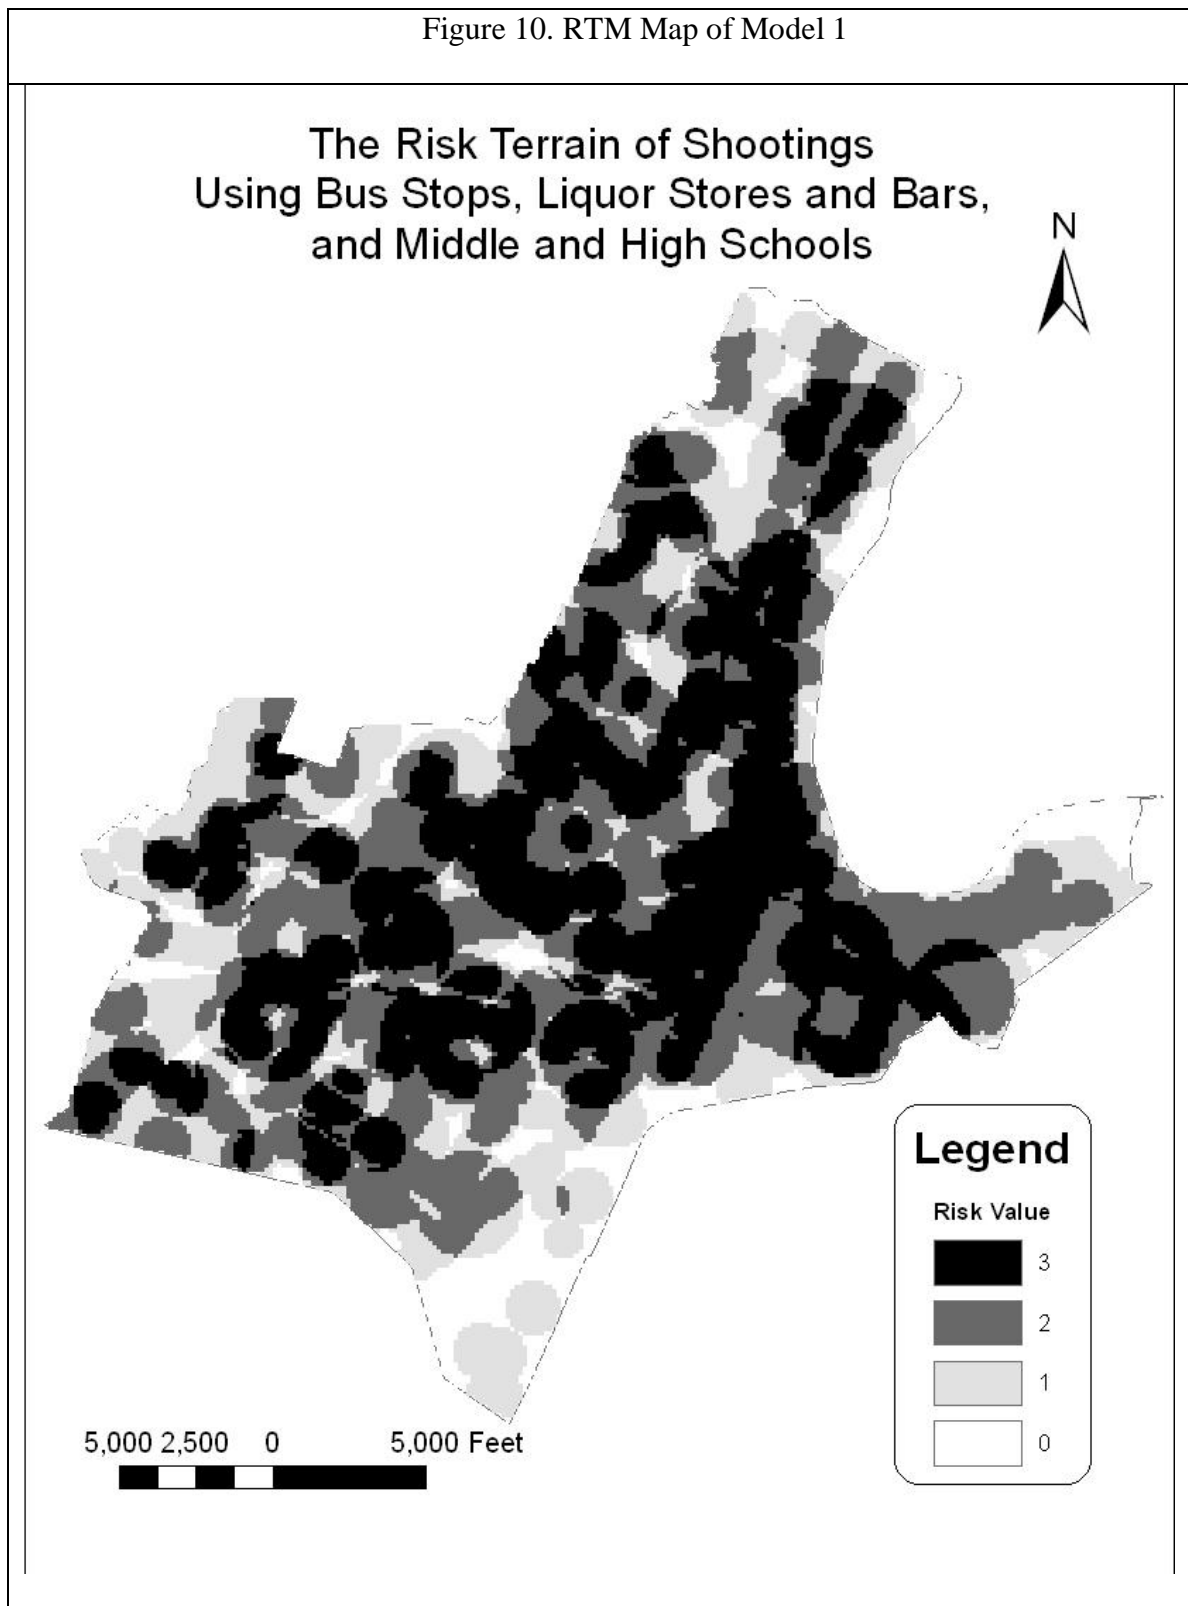 Figure 10. RTM Map of Model 1
The Risk Terrain of Shootings
Using Bus Stops, Liquor Stores and Bars,
and Middle and High Schools
N
Legend
Risk Value
3
2
1
0
5,000 2,500 0 5,000 Feet